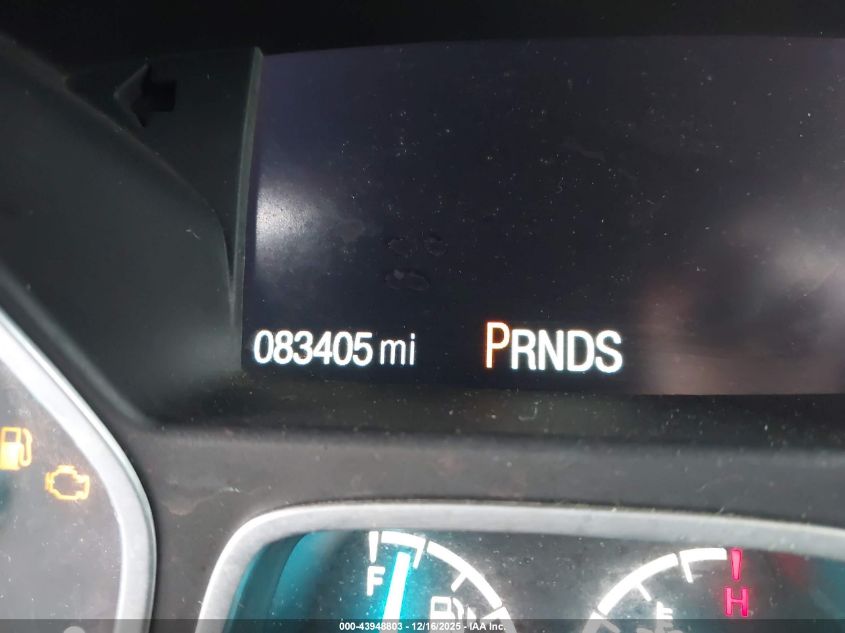 083405 mi PRNDS
F H
000-43948803 - 12/16/2025 - IAA Inc.